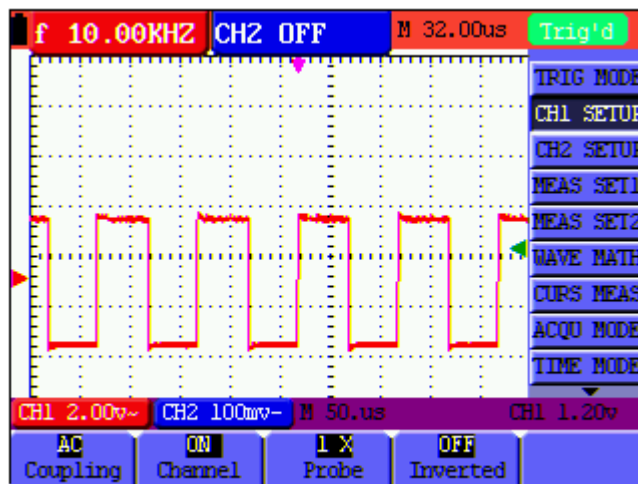 f 10.00KHZ CH2 OFF M 32.00us Trig'd
TRIG MODE
CH1 SETUP
CH2 SETUP
MEAS SET1
MEAS SET2
WAVE MATH
CURS MEAS
ACQU MODE
TIME MODE
CH1 2.00v~ CH2 100mv- M 50.us CH1 1.20v
AC ON 1 X OFF
Coupling Channel Probe Inverted